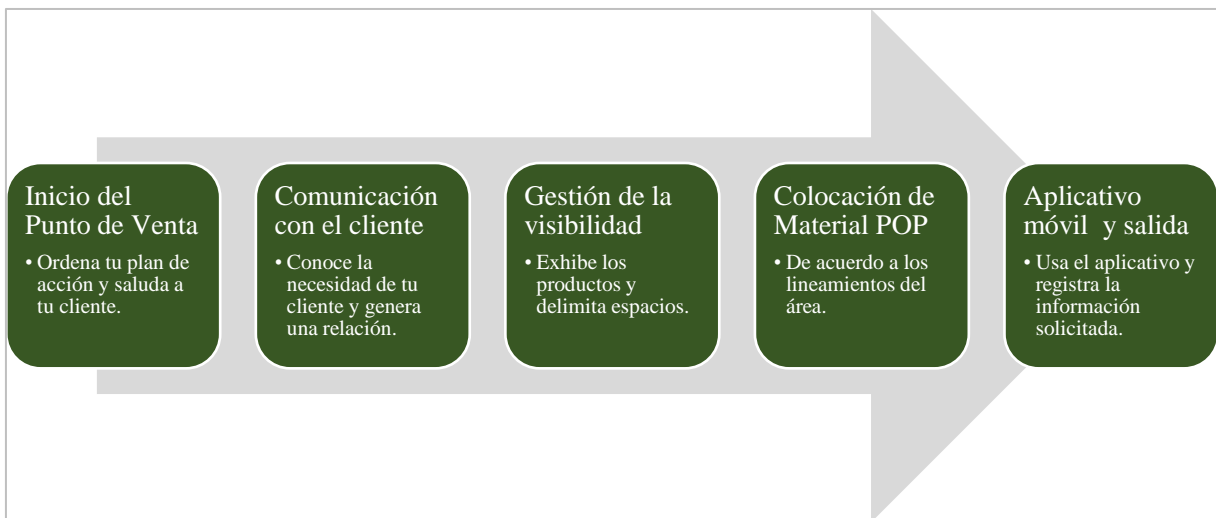 Inicio del
Punto de Venta
• Ordena tu plan de
acción y saluda a
tu cliente.
Comunicación
con el cliente
• Conoce la
necesidad de tu
cliente y genera
una relación.
Gestión de la
visibilidad
• Exhibe los
productos y
delimita espacios.
Colocación de
Material POP
• De acuerdo a los
lineamientos del
área.
Aplicativo
móvil y salida
• Usa el aplicativo y
registra la
información
solicitada.